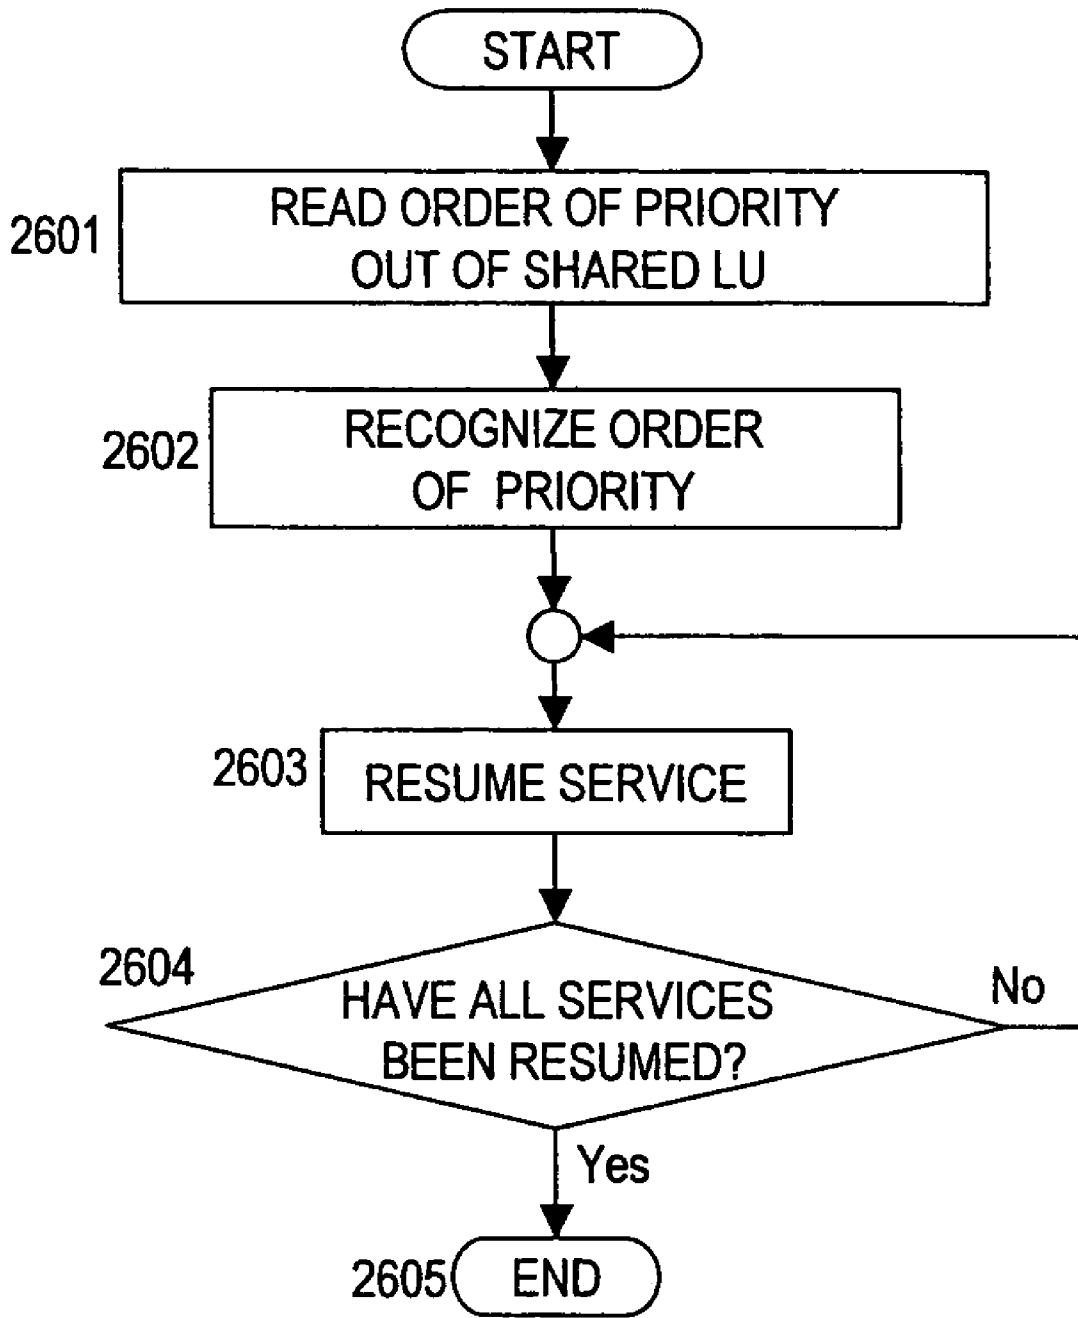 START
2601
READ ORDER OF PRIORITY
OUT OF SHARED LU
2602
RECOGNIZE ORDER
OF PRIORITY
2603
RESUME SERVICE
2604
HAVE ALL SERVICES
BEEN RESUMED?
No
Yes
2605
END